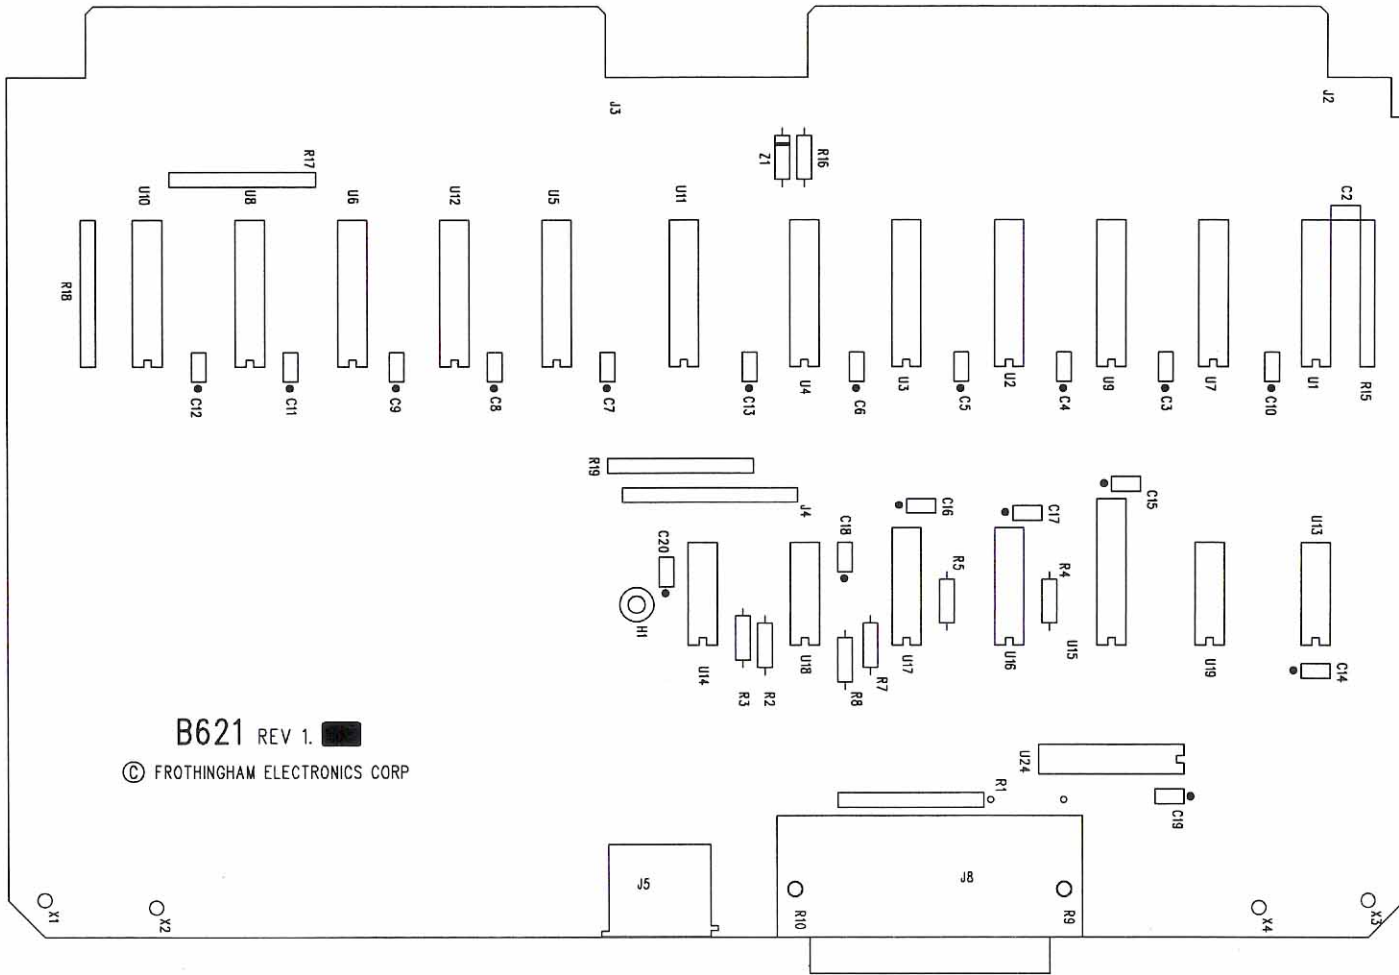 J3
J2
Z1
R16
R17
C2
U10
U8
U6
U12
U5
U11
R18
U4
U3
U2
U9
U7
U1
R15
C12
C11
C9
C8
C7
C13
C6
C5
C4
C3
C10
R19
J4
C15
C16
C17
C18
U13
C20
R5
R4
H1
U14
U18
U17
U16
U15
U19
C14
R3
R2
R8
R7
B621 REV 1.
© FROTHINGHAM ELECTRONICS CORP
U24
R1
C19
J5
J8
X1
X2
R10
R9
X4
X3